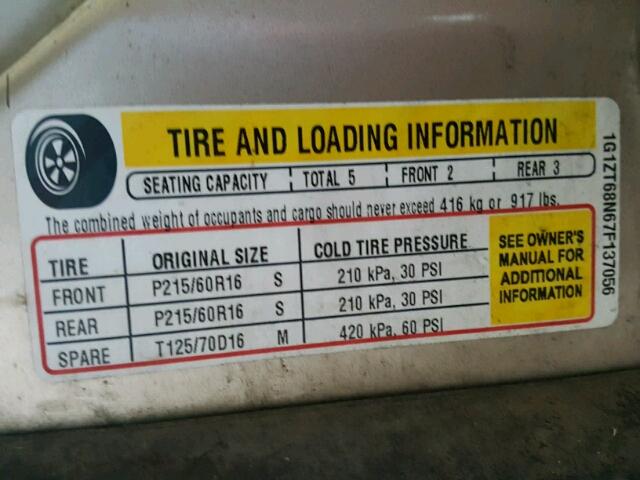 TIRE AND LOADING INFORMATION
SEATING CAPACITY TOTAL 5 FRONT 2 REAR 3
The combined weight of occupants and cargo should never exceed 416 kg or 917 lbs.
TIRE ORIGINAL SIZE COLD TIRE PRESSURE
FRONT P215/60R16 S 210 kPa, 30 PSI
REAR P215/60R16 S 210 kPa, 30 PSI
SPARE T125/70D16 M 420 kPa, 60 PSI
SEE OWNER'S
MANUAL FOR
ADDITIONAL
INFORMATION
1G1ZT68N67F137056